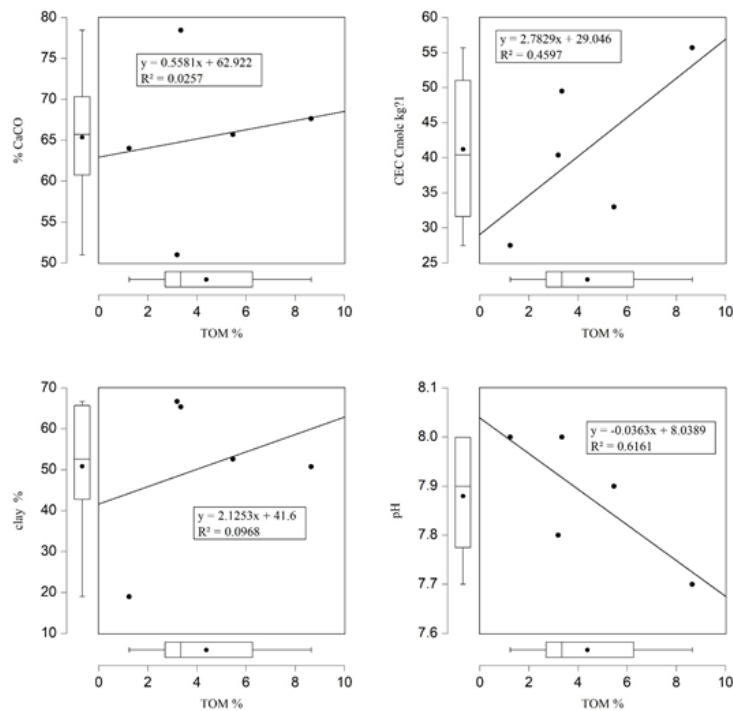 80
75
70
65
60
55
50
% CaCO
y = 0.5581x + 62.922
R² = 0.0257
0 2 4 6 8 10
TOM %
60
55
50
45
40
35
30
25
CEC Cmolc kg?1
y = 2.7829x + 29.046
R² = 0.4597
0 2 4 6 8 10
TOM %
70
60
50
40
30
20
10
clay %
y = 2.1253x + 41.6
R² = 0.0968
0 2 4 6 8 10
TOM %
8.1
8.0
7.9
7.8
7.7
7.6
pH
y = -0.0363x + 8.0389
R² = 0.6161
0 2 4 6 8 10
TOM %